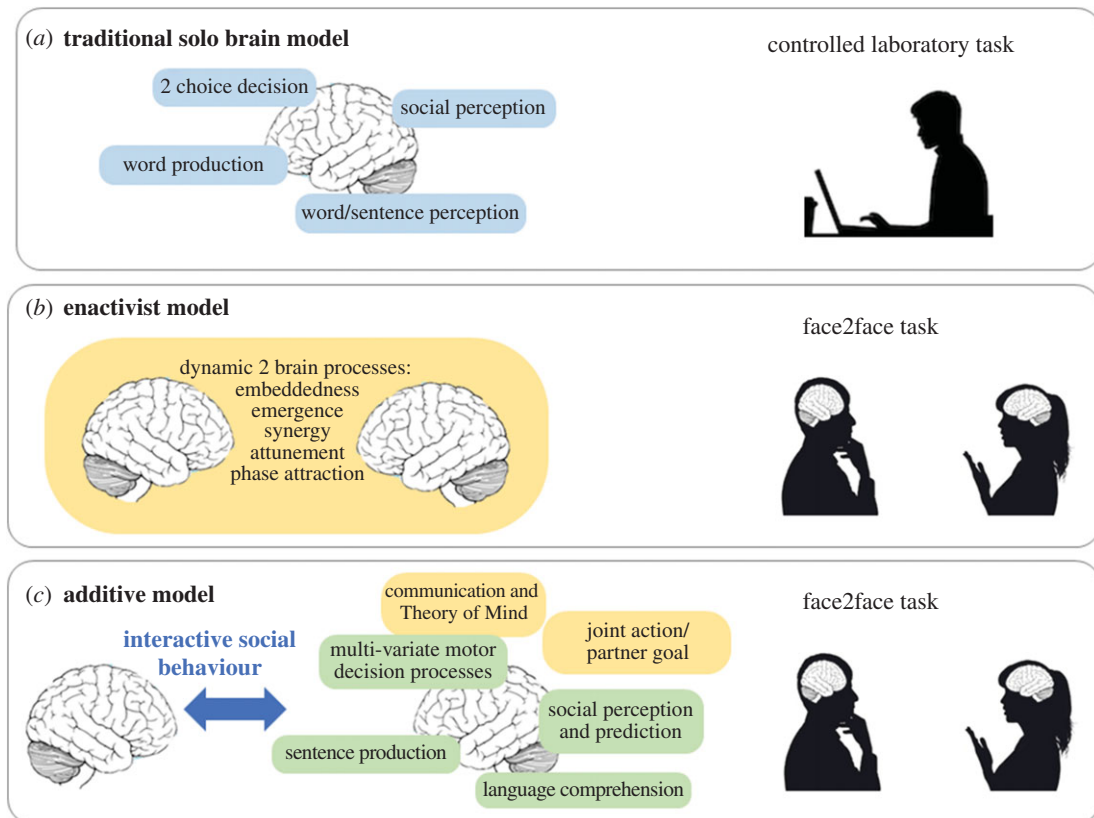 (a) traditional solo brain model
controlled laboratory task
2 choice decision
social perception
word production
word/sentence perception
(b) enactivist model
face2face task
dynamic 2 brain processes:
embeddedness
emergence
synergy
attunement
phase attraction
(c) additive model
face2face task
interactive social
behaviour
communication and
Theory of Mind
joint action/
partner goal
multi-variate motor
decision processes
social perception
and prediction
sentence production
language comprehension